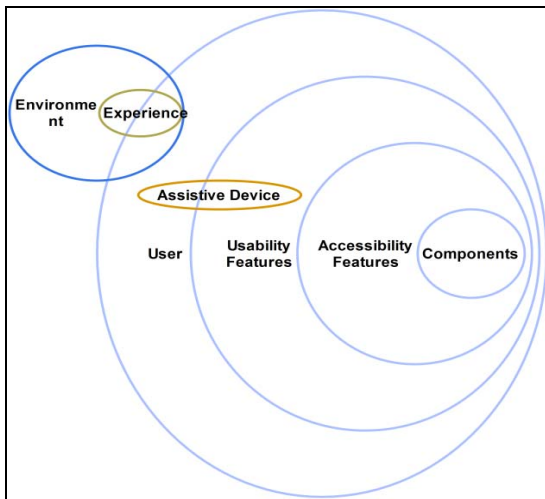 Environme
nt
Experience
Assistive Device
User
Usability
Features
Accessibility
Features
Components